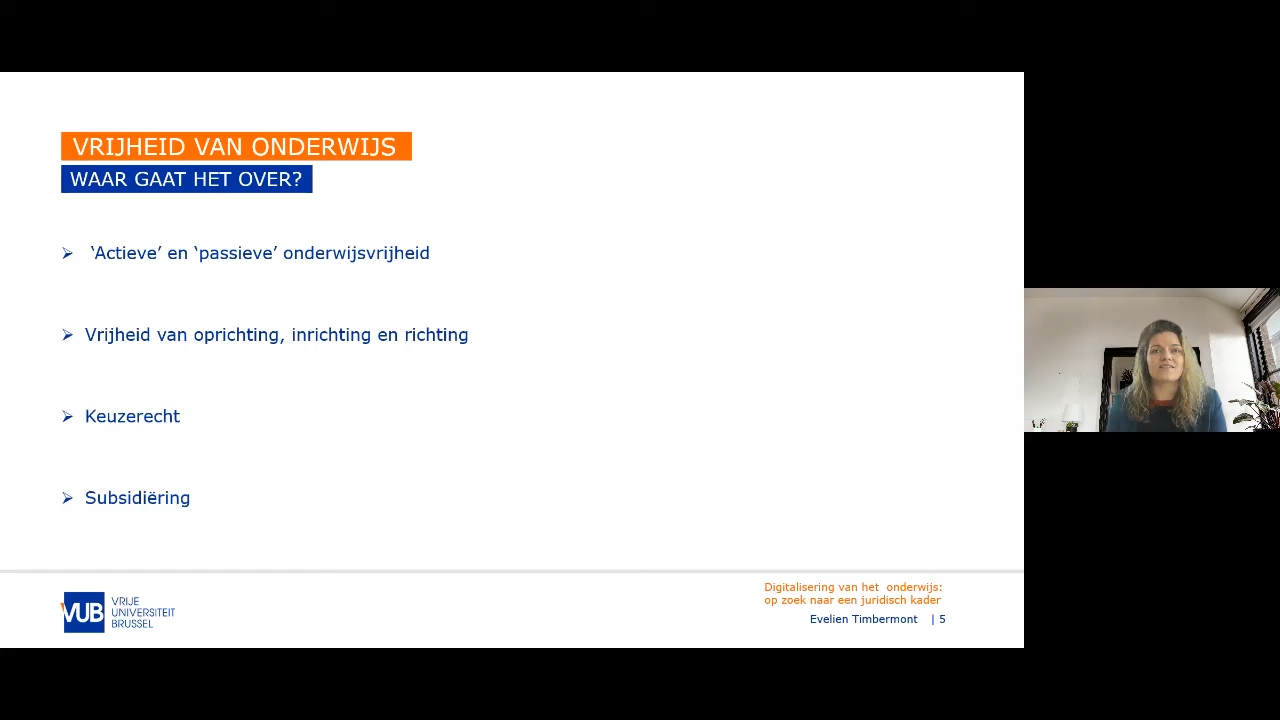 VRIJHEID VAN ONDERWIJS
WAAR GAAT HET OVER?
‘Actieve’ en ‘passieve’ onderwijsvrijheid
Vrijheid van oprichting, inrichting en richting
Keuzerecht
Subsidiëring
VUB
VRIJE
UNIVERSITEIT
BRUSSEL
Digitalisering van het onderwijs:
op zoek naar een juridisch kader
Evelien Timbermont | 5